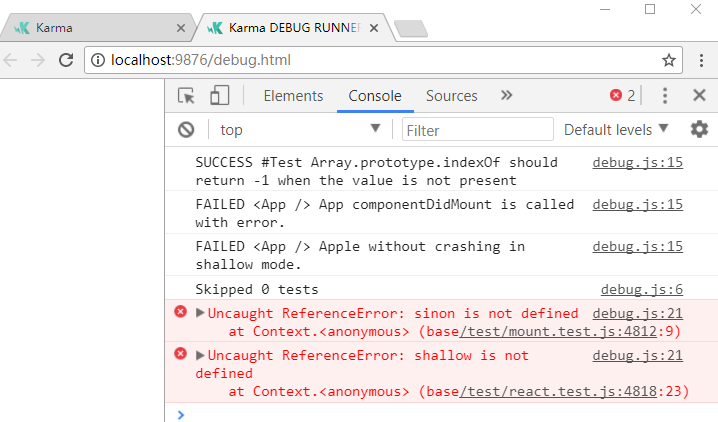 Karma
Karma DEBUG RUNNER
localhost:9876/debug.html
Elements Console Sources 2
top Filter Default levels
SUCCESS #Test Array.prototype.indexOf should debug.js:15
return -1 when the value is not present
FAILED <App /> App componentDidMount is called debug.js:15
with error.
FAILED <App /> Apple without crashing in debug.js:15
shallow mode.
Skipped 0 tests debug.js:6
Uncaught ReferenceError: sinon is not defined debug.js:21
at Context.<anonymous> (base/test/mount.test.js:4812:9)
Uncaught ReferenceError: shallow is not debug.js:21
defined
at Context.<anonymous> (base/test/react.test.js:4818:23)